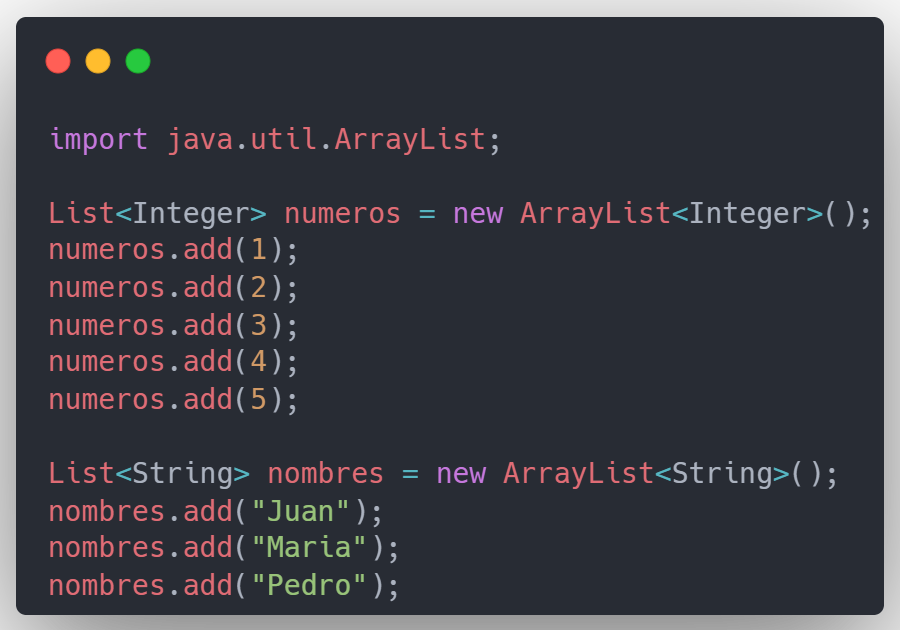 import java.util.ArrayList;
List<Integer> numeros = new ArrayList<Integer>();
numeros.add(1);
numeros.add(2);
numeros.add(3);
numeros.add(4);
numeros.add(5);
List<String> nombres = new ArrayList<String>();
nombres.add("Juan");
nombres.add("Maria");
nombres.add("Pedro");